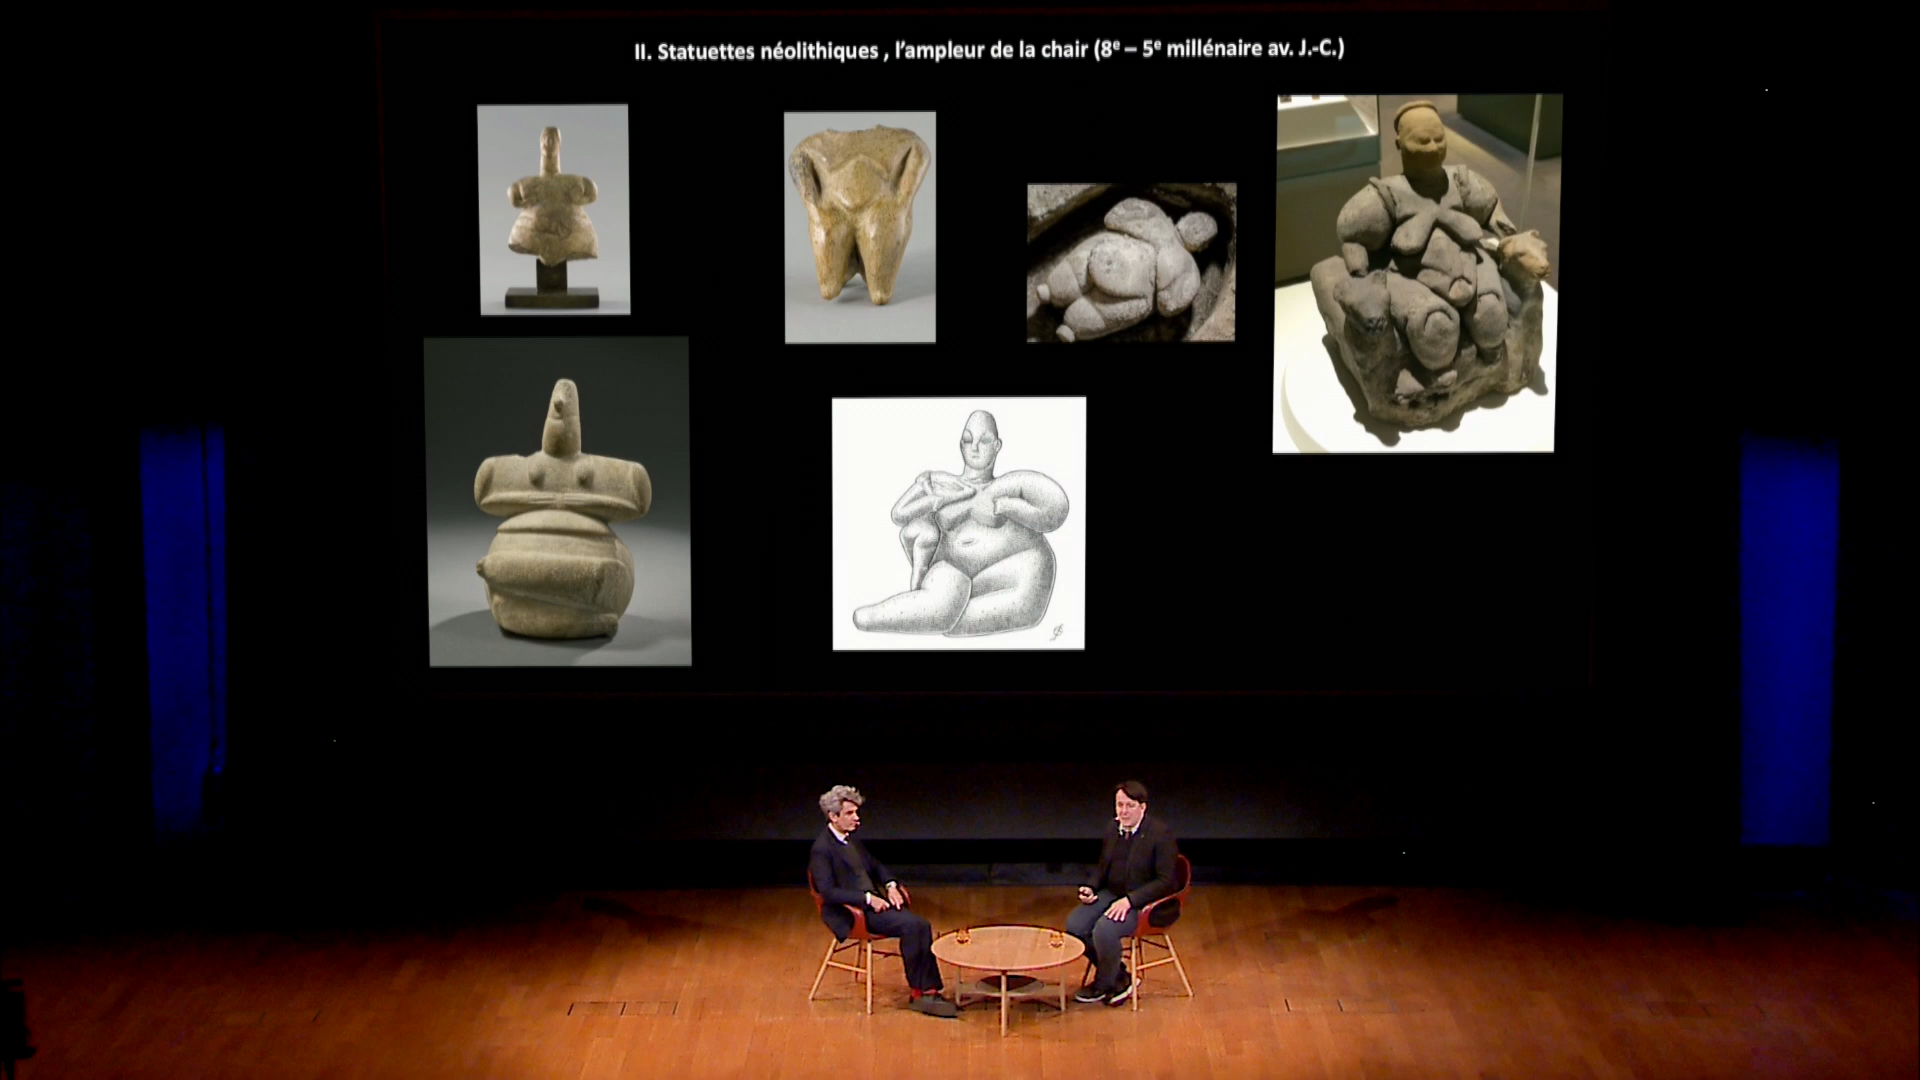 II. Statuettes néolithiques , l'ampleur de la chair (8ᵉ – 5ᵉ millénaire av. J.-C.)